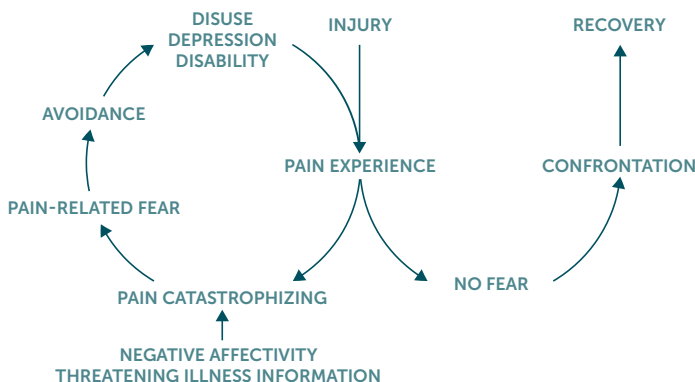 DISUSE
DEPRESSION
DISABILITY
INJURY
RECOVERY
AVOIDANCE
PAIN EXPERIENCE
CONFRONTATION
PAIN-RELATED FEAR
PAIN CATASTROPHIZING
NO FEAR
NEGATIVE AFFECTIVITY
THREATENING ILLNESS INFORMATION